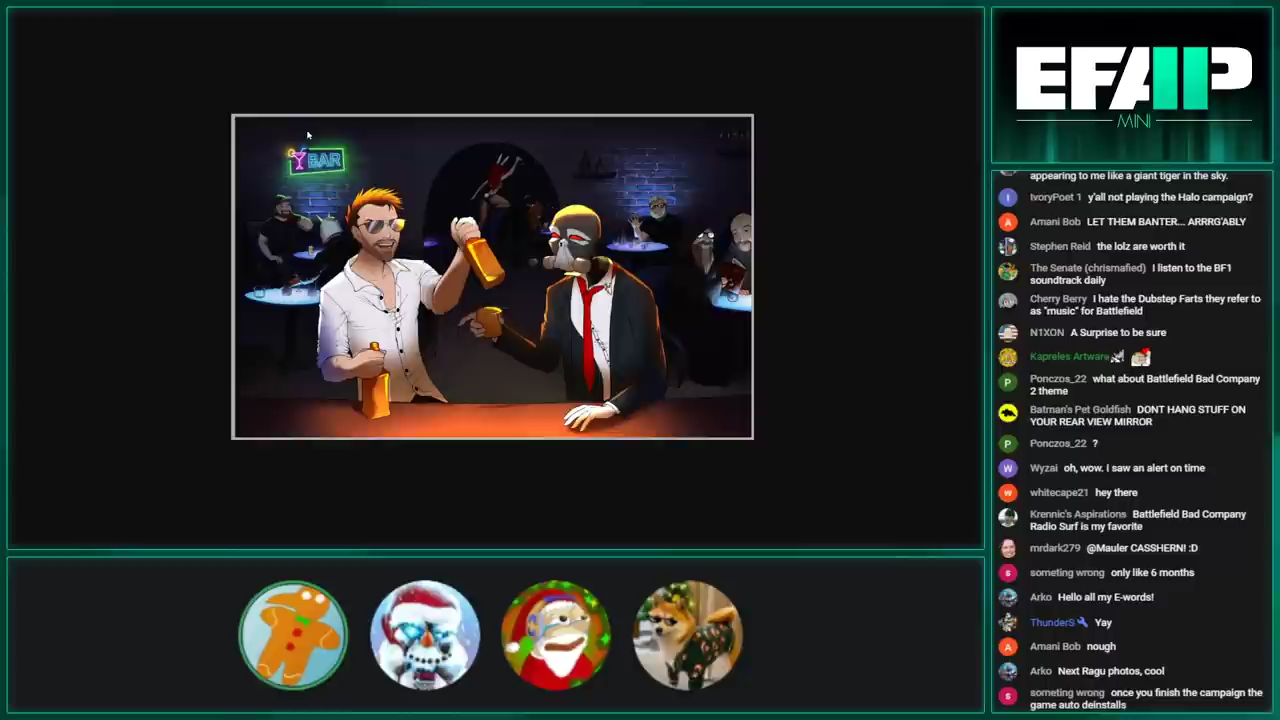 BAR
EFAP
MINI
appearing to me like a giant tiger in the sky.
IvoryPoet 1 y'all not playing the Halo campaign?
Amani Bob LET THEM BANTER... ARRRG'ABLY
Stephen Reid the lolz are worth it
The Senate (chrismafied) I listen to the BF1
soundtrack daily
Cherry Berry I hate the Dubstep Farts they refer to
as "music" for Battlefield
N1XON A Surprise to be sure
Kapreles Artware
Ponczos_22 what about Battlefield Bad Company
2 theme
Batman's Pet Goldfish DONT HANG STUFF ON
YOUR REAR VIEW MIRROR
P Ponczos_22 ?
W Wyzai oh, wow. I saw an alert on time
w whitecape21 hey there
Krennic's Aspirations Battlefield Bad Company
Radio Surf is my favorite
mrdark279 @Mauler CASSHERN! :D
s someting wrong only like 6 months
Arko Hello all my E-words!
ThunderS Yay
A Amani Bob nough
Arko Next Ragu photos, cool
s someting wrong once you finish the campaign the
game auto deinstalls